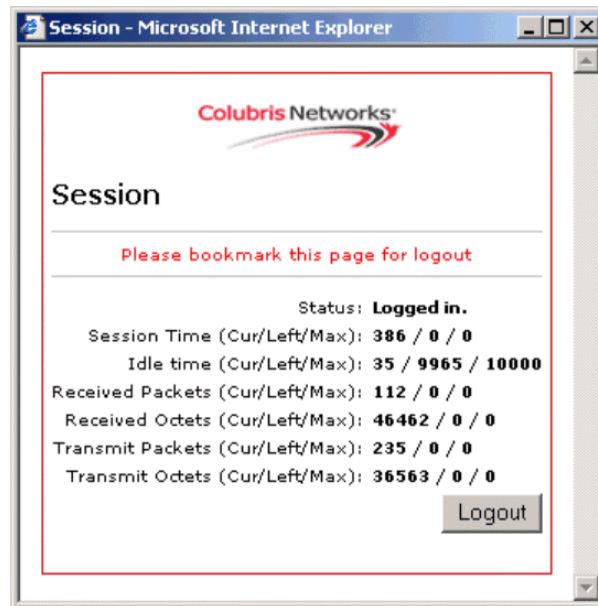 Session - Microsoft Internet Explorer
Colubris Networks
Session
Please bookmark this page for logout
Status: Logged in.
Session Time (Cur/Left/Max): 386 / 0 / 0
Idle time (Cur/Left/Max): 35 / 9965 / 10000
Received Packets (Cur/Left/Max): 112 / 0 / 0
Received Octets (Cur/Left/Max): 46462 / 0 / 0
Transmit Packets (Cur/Left/Max): 235 / 0 / 0
Transmit Octets (Cur/Left/Max): 36563 / 0 / 0
Logout